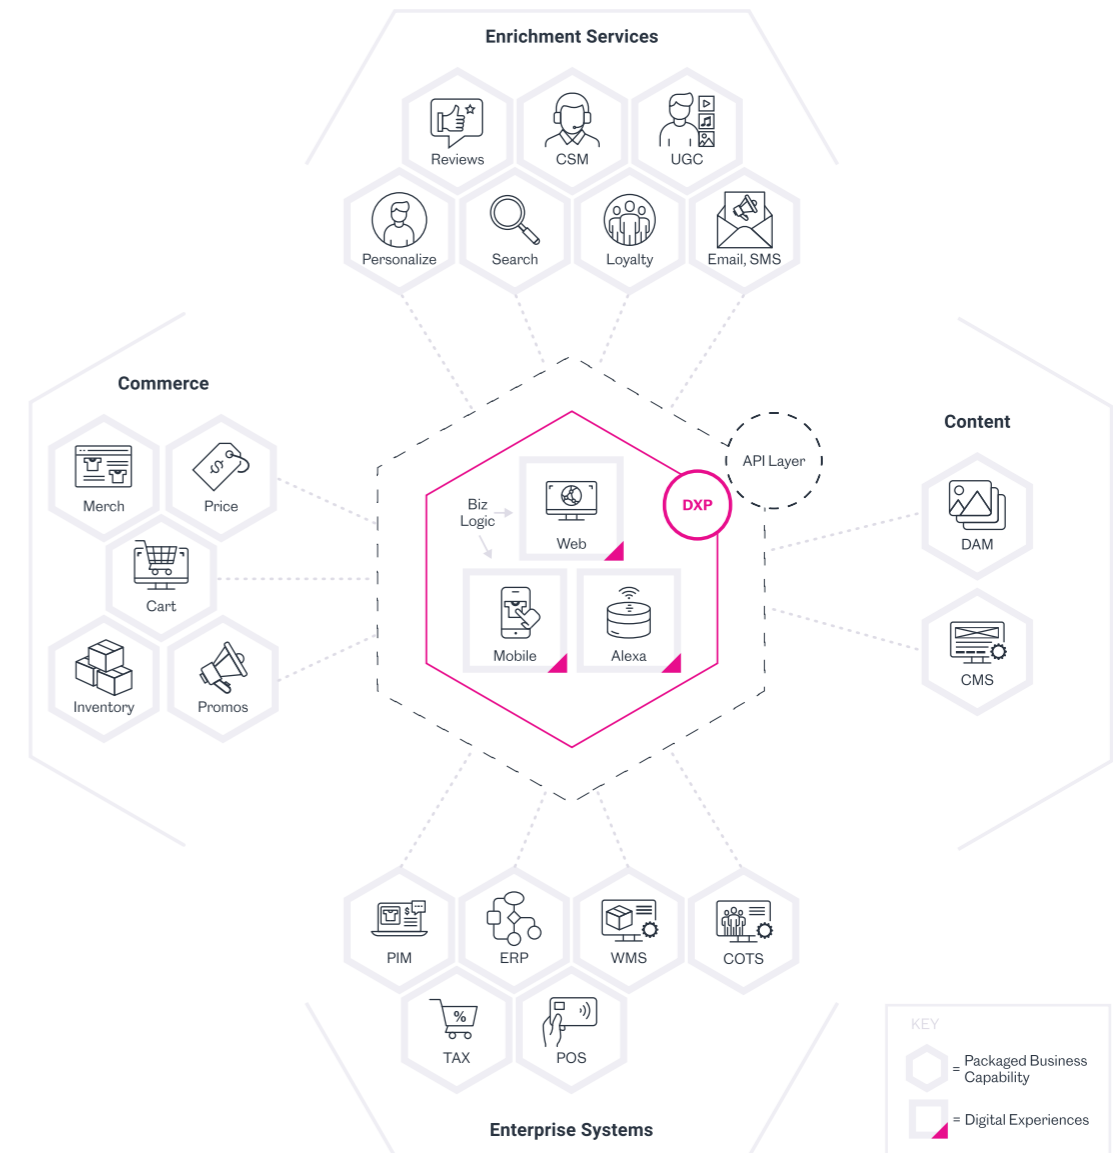 Enrichment Services
Reviews
CSM
UGC
Personalize
Search
Loyalty
Email, SMS
Commerce
Merch
Price
Cart
Inventory
Promos
Content
DAM
CMS
API Layer
DXP
Biz
Logic
Web
Mobile
Alexa
$
$
PIM
ERP
WMS
COTS
%
TAX
POS
Enterprise Systems
KEY
= Packaged Business
Capability
= Digital Experiences